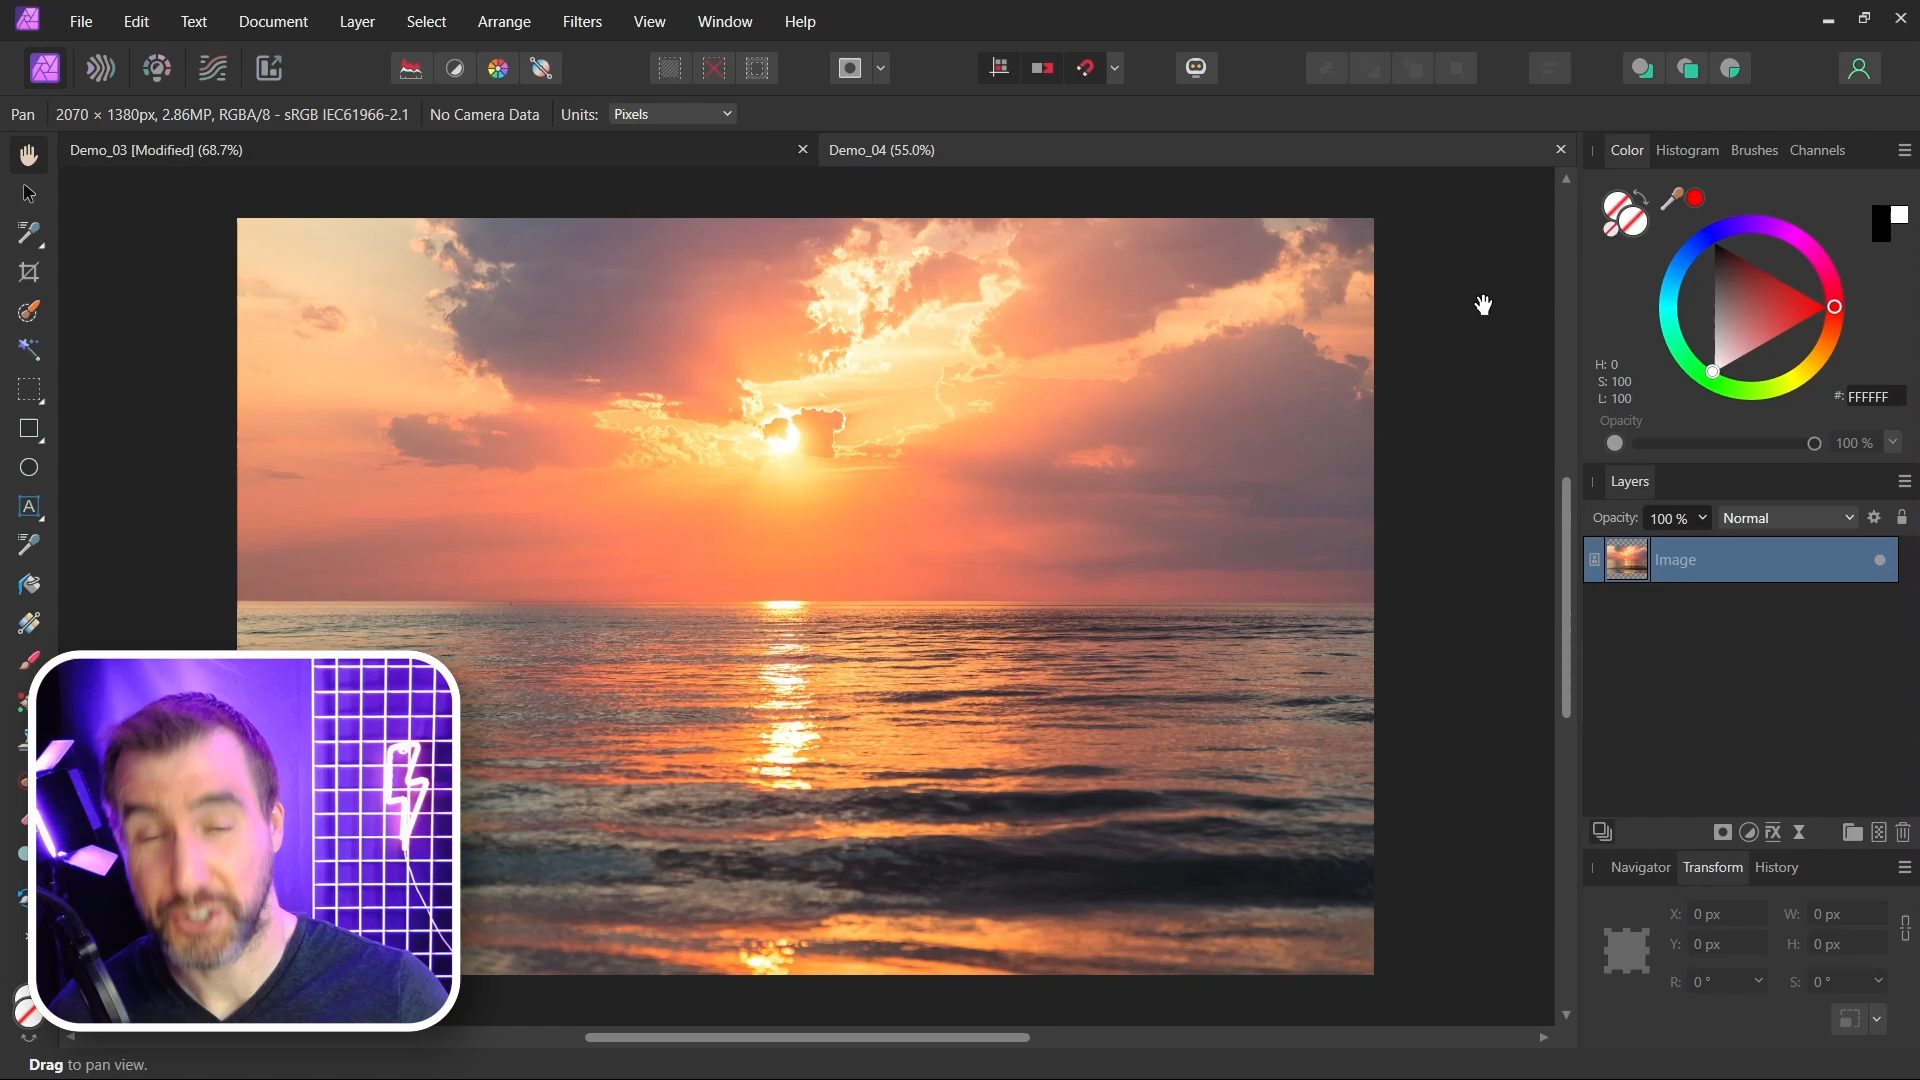 File Edit Text Document Layer Select Arrange Filters View Window Help
Pan 2070 × 1380px, 2.86MP, RGBA/8 - sRGB IEC61966-2.1 No Camera Data Units: Pixels
Demo_03 [Modified] (68.7%)
Demo_04 (55.0%)
Color Histogram Brushes Channels
H: 0
S: 100
L: 100
#: FFFFFF
Opacity
100 %
Layers
Opacity: 100 % Normal
Image
Navigator Transform History
X: 0 px W: 0 px
Y: 0 px H: 0 px
R: 0 ° S: 0 °
Drag to pan view.